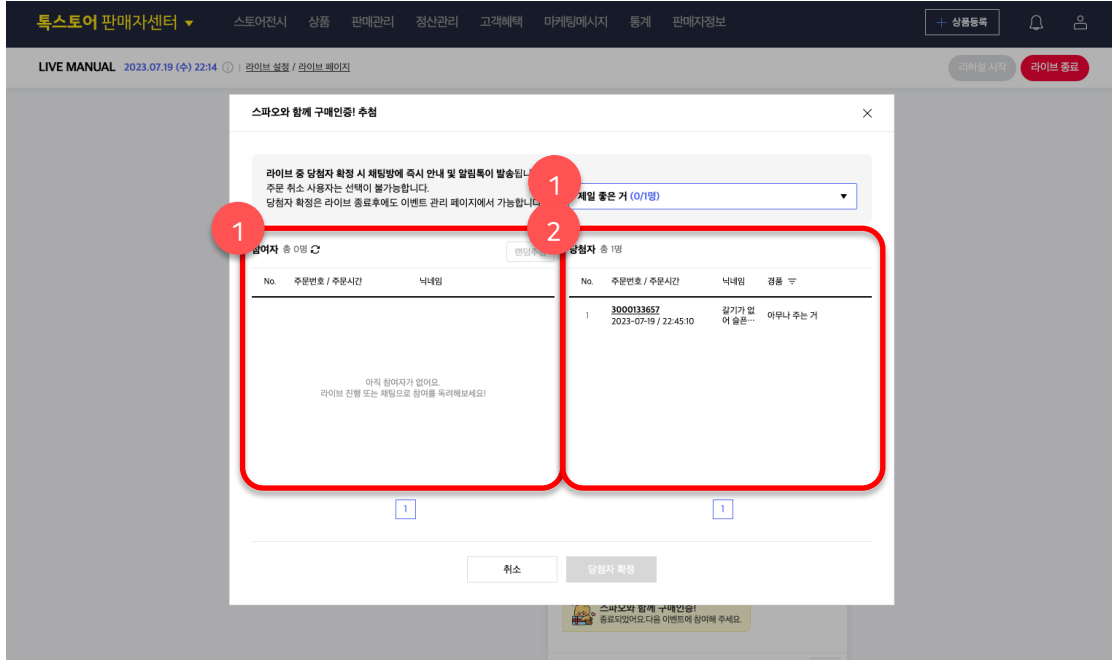 톡스토어 판매자센터 ▼ 스토어전시 상품 판매관리 정산관리 고객혜택 마케팅메시지 통계 판매자정보 + 상품등록
LIVE MANUAL 2023.07.19 (수) 22:14 라이브 설정 / 라이브 페이지 리허설 시작 라이브 종료
스파오와 함께 구매인증! 추첨
라이브 중 당첨자 확정 시 채팅방에 즉시 안내 및 알림톡이 발송됩니
주문 취소 사용자는 선택이 불가능합니다.
당첨자 확정은 라이브 종료후에도 이벤트 관리 페이지에서 가능합니다
1
제일 좋은 거 (0/1명)
1
참여자 총 0명
랜덤추첨
No. 주문번호 / 주문시간 닉네임
아직 참여자가 없어요.
라이브 진행 또는 채팅으로 참여를 독려해보세요!
1
2
당첨자 총 1명
No. 주문번호 / 주문시간 닉네임 경품
1 3000133657 갈기가 없
2023-07-19 / 22:45:10 어 슬픈… 아무나 주는 거
1
취소 당첨자 확정
스파오와 함께 구매인증!
종료되었어요.다음 이벤트에 참여해 주세요.